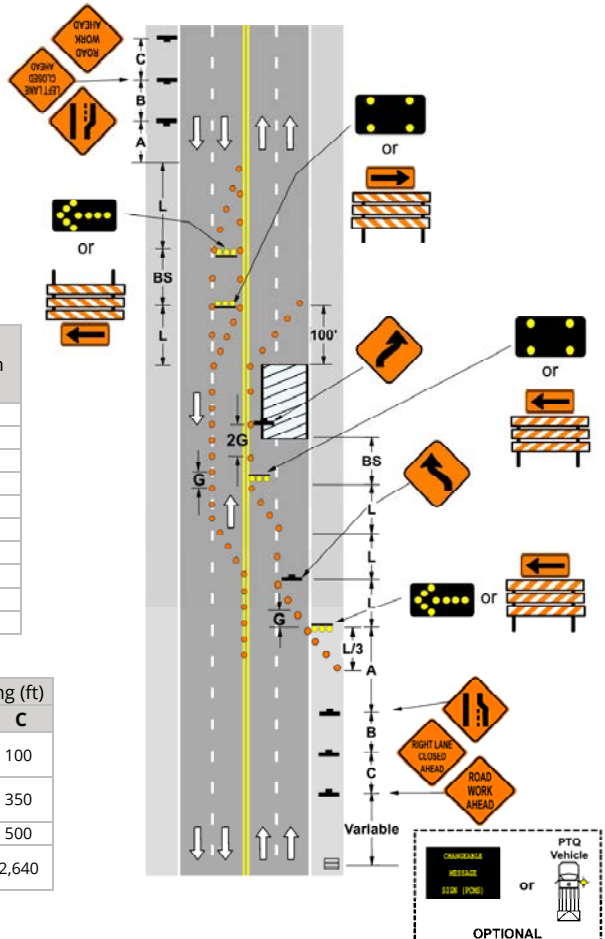 ROAD
WORK
AHEAD
LEFT LANE
CLOSED
AHEAD
C
B
A
L
or
or
BS
L
100'
n
2G
G
or
BS
L
L
L
G
or
L/3
A
ng (ft)
C
100
350
500
2,640
B
RIGHT LANE
CLOSED
AHEAD
C
ROAD
WORK
AHEAD
Variable
CHANGEABLE
MESSAGE
SIGN (PCMS)
or
PTQ
Vehicle
OPTIONAL